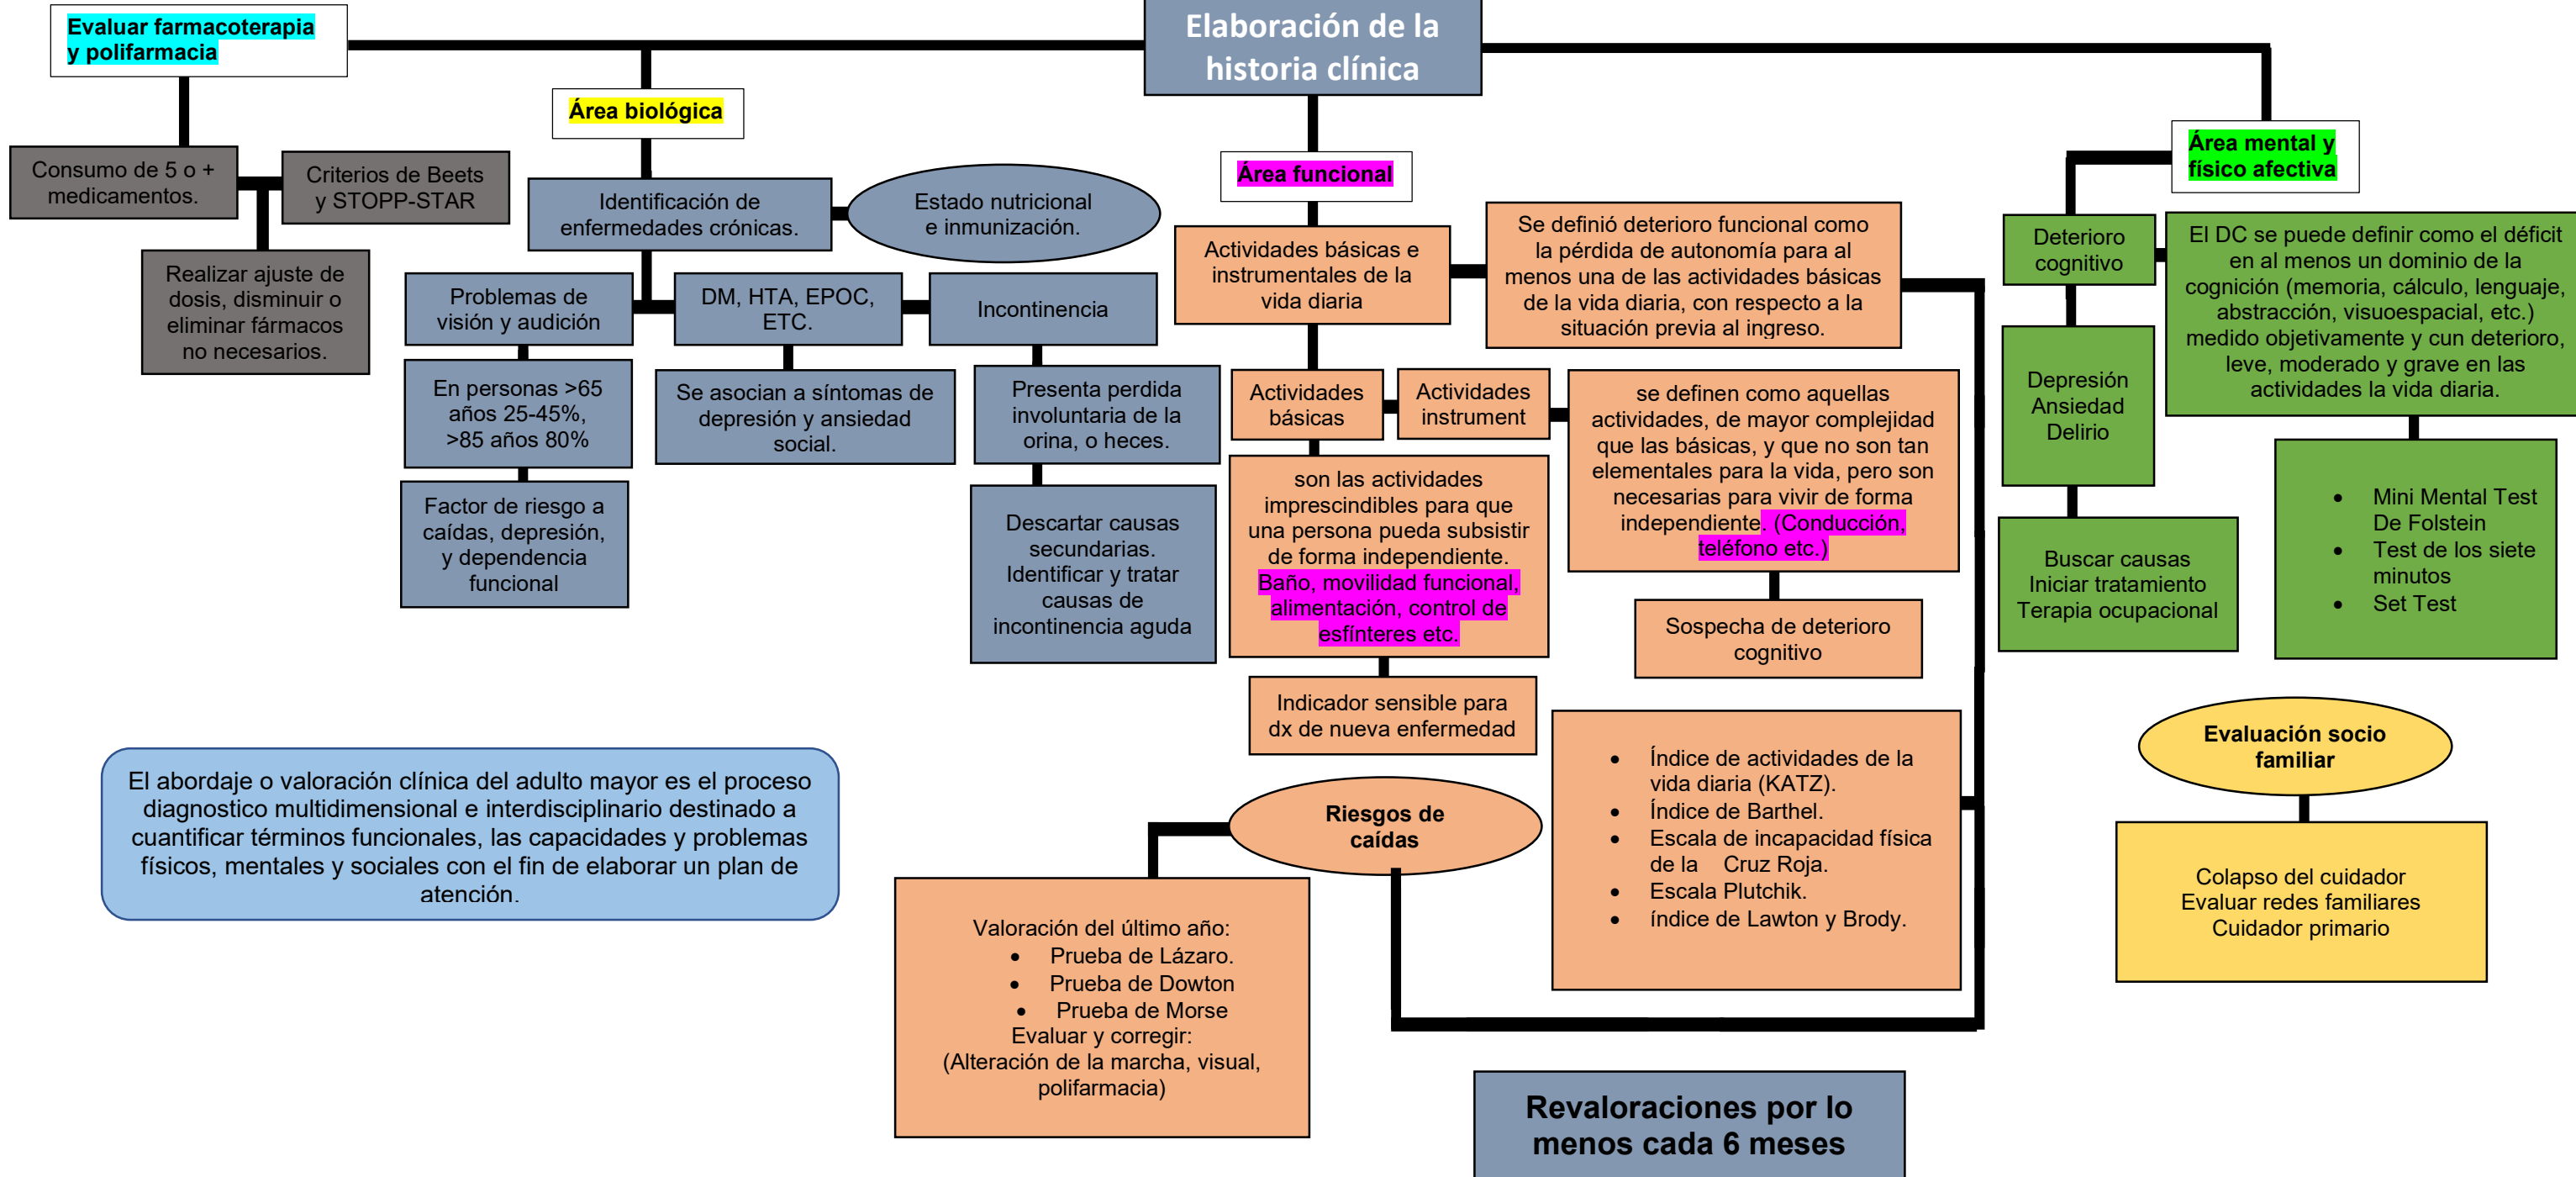 Elaboración de la
historia clínica
Evaluar farmacoterapia
y polifarmacia
Consumo de 5 o +
medicamentos.
Criterios de Beets
y STOPP-STAR
Realizar ajuste de
dosis, disminuir o
eliminar fármacos
no necesarios.
Área biológica
Identificación de
enfermedades crónicas.
Estado nutricional
e inmunización.
Problemas de
visión y audición
DM, HTA, EPOC,
ETC.
Incontinencia
En personas >65
años 25-45%,
>85 años 80%
Se asocian a síntomas de
depresión y ansiedad
social.
Presenta perdida
involuntaria de la
orina, o heces.
Factor de riesgo a
caídas, depresión,
y dependencia
funcional
Descartar causas
secundarias.
Identificar y tratar
causas de
incontinencia aguda
Área funcional
Actividades básicas e
instrumentales de la
vida diaria
Se definió deterioro funcional como
la pérdida de autonomía para al
menos una de las actividades básicas
de la vida diaria, con respecto a la
situación previa al ingreso.
Actividades
básicas
Actividades
instrument
se definen como aquellas
actividades, de mayor complejidad
que las básicas, y que no son tan
elementales para la vida, pero son
necesarias para vivir de forma
independiente. (Conducción,
teléfono etc.)
son las actividades
imprescindibles para que
una persona pueda subsistir
de forma independiente.
Baño, movilidad funcional,
alimentación, control de
esfínteres etc.
Sospecha de deterioro
cognitivo
Indicador sensible para
dx de nueva enfermedad
• Índice de actividades de la
vida diaria (KATZ).
• Índice de Barthel.
• Escala de incapacidad física
de la Cruz Roja.
• Escala Plutchik.
• índice de Lawton y Brody.
Riesgos de
caídas
Valoración del último año:
• Prueba de Lázaro.
• Prueba de Dowton
• Prueba de Morse
Evaluar y corregir:
(Alteración de la marcha, visual,
polifarmacia)
Área mental y
físico afectiva
Deterioro
cognitivo
El DC se puede definir como el déficit
en al menos un dominio de la
cognición (memoria, cálculo, lenguaje,
abstracción, visuoespacial, etc.)
medido objetivamente y cun deterioro,
leve, moderado y grave en las
actividades la vida diaria.
Depresión
Ansiedad
Delirio
Buscar causas
Iniciar tratamiento
Terapia ocupacional
• Mini Mental Test
De Folstein
• Test de los siete
minutos
• Set Test
Evaluación socio
familiar
Colapso del cuidador
Evaluar redes familiares
Cuidador primario
El abordaje o valoración clínica del adulto mayor es el proceso
diagnostico multidimensional e interdisciplinario destinado a
cuantificar términos funcionales, las capacidades y problemas
físicos, mentales y sociales con el fin de elaborar un plan de
atención.
Revaloraciones por lo
menos cada 6 meses